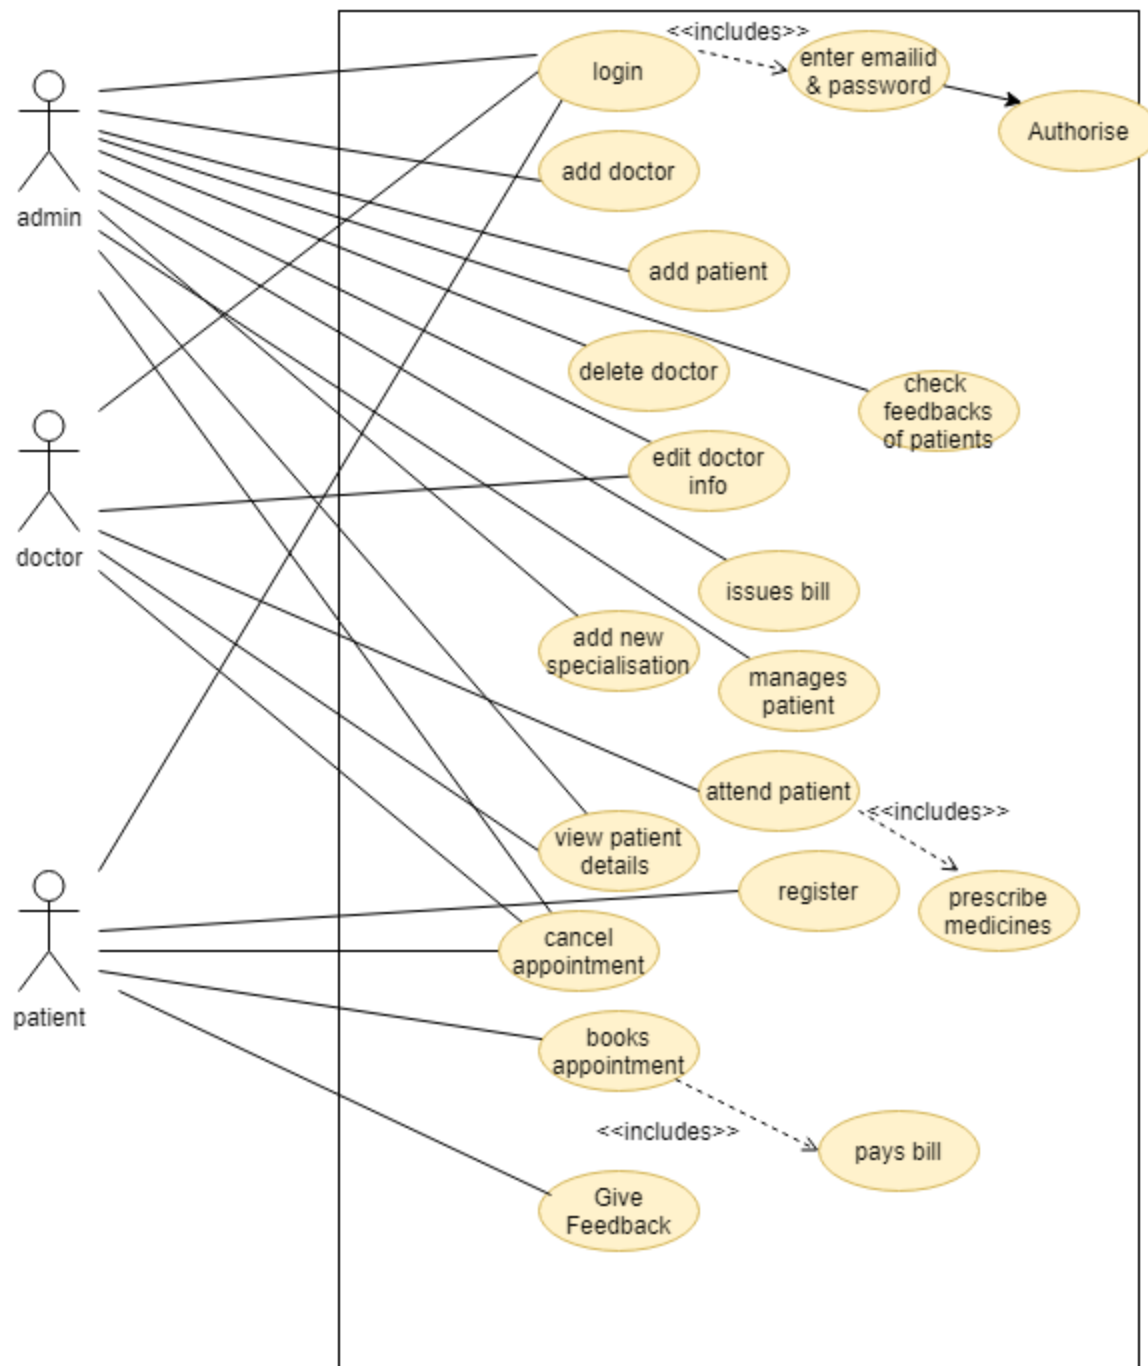 <<includes>>
login
enter emailid
& password
Authorise
admin
add doctor
add patient
delete doctor
check
feedbacks
of patients
edit doctor
info
doctor
issues bill
add new
specialisation
manages
patient
attend patient
<<includes>>
view patient
details
register
prescribe
medicines
cancel
appointment
patient
books
appointment
<<includes>>
pays bill
Give
Feedback